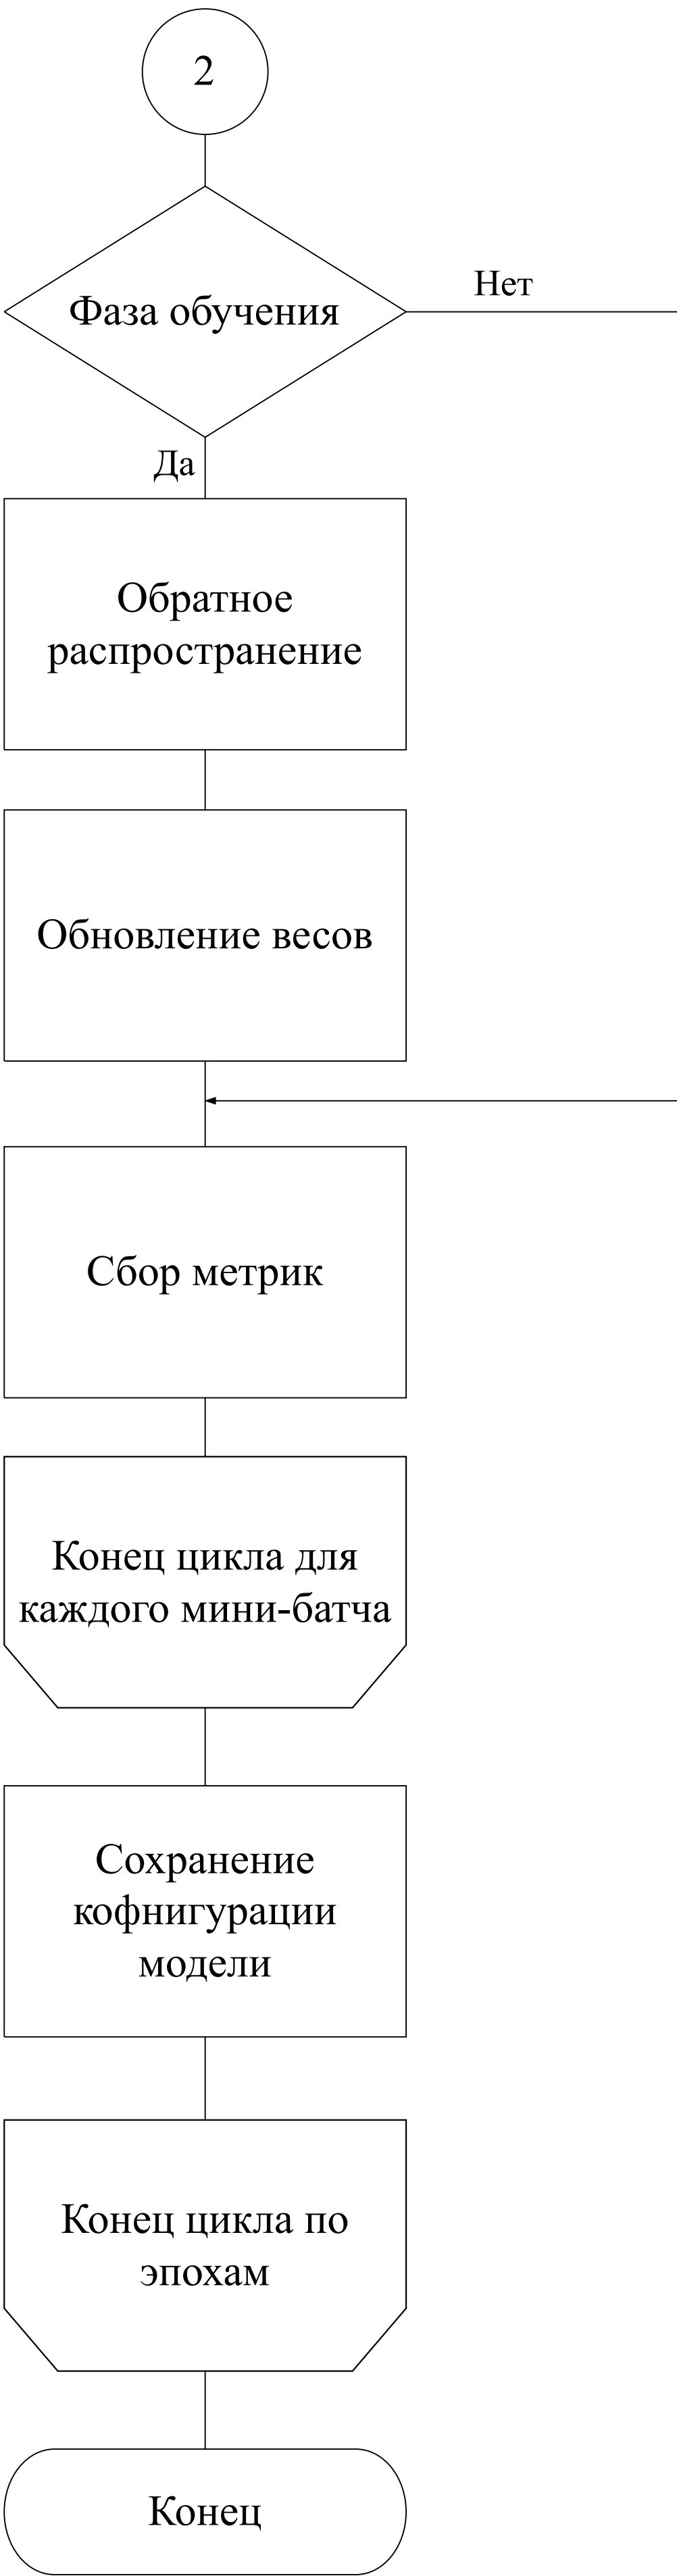 2
Фаза обучения
Нет
Да
Обратное
распространение
Обновление весов
Сбор метрик
Конец цикла для
каждого мини-батча
Сохранение
кофнигурации
модели
Конец цикла по
эпохам
Конец